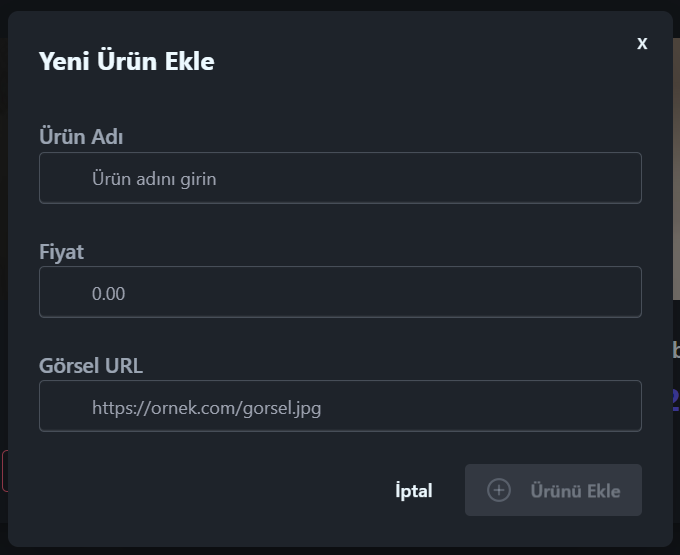 X
Yeni Ürün Ekle
Ürün Adı
Ürün adını girin
Fiyat
0.00
Görsel URL
https://ornek.com/gorsel.jpg
İptal
Ürünü Ekle